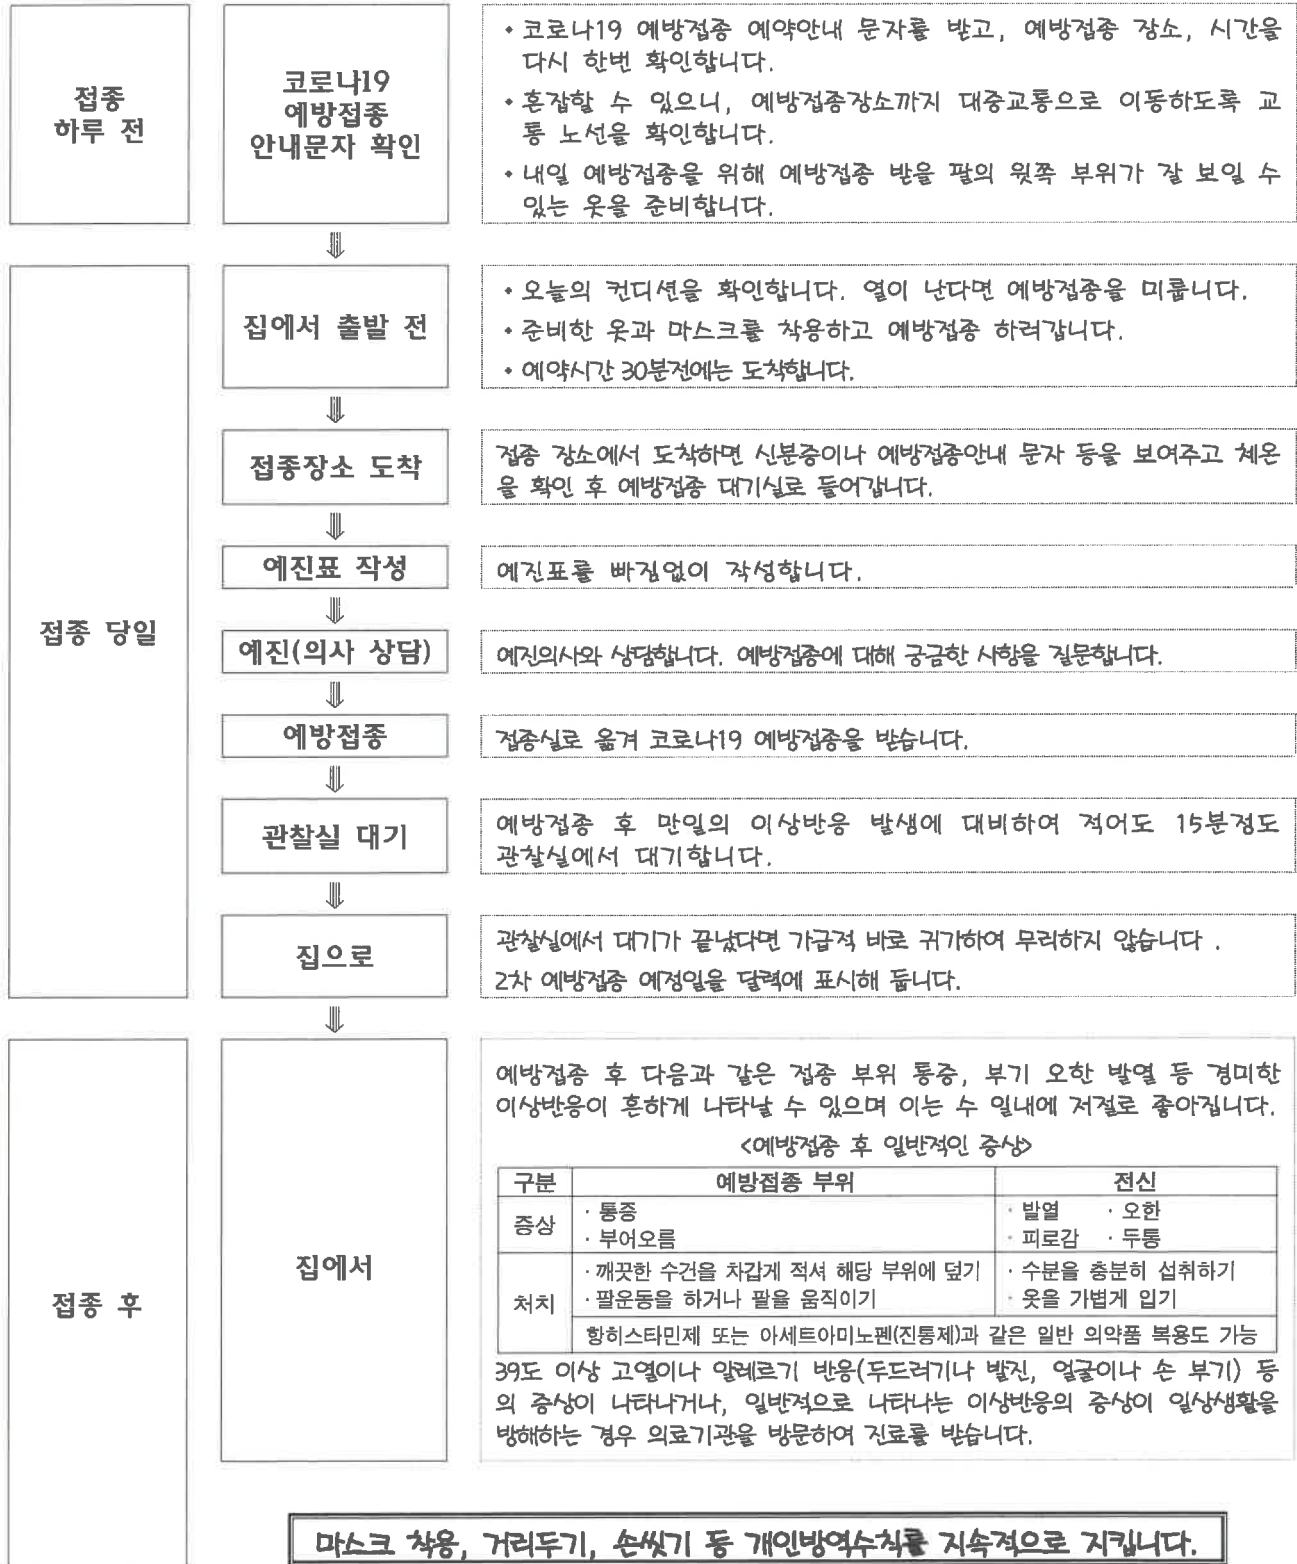 접종
하루 전
코로나19
예방접종
안내문자 확인
• 코로나19 예방접종 예약안내 문자를 받고, 예방접종 장소, 시간을
다시 한번 확인합니다.
• 혼잡할 수 있으니, 예방접종장소까지 대중교통으로 이동하도록 교
통 노선을 확인합니다.
• 내일 예방접종을 위해 예방접종 받을 팔의 윗쪽 부위가 잘 보일 수
있는 옷을 준비합니다.
⇓
접종 당일
집에서 출발 전
• 오늘의 컨디션을 확인합니다. 열이 난다면 예방접종을 미룹니다.
• 준비한 옷과 마스크를 착용하고 예방접종 하러갑니다.
• 예약시간 30분전에는 도착합니다.
⇓
접종장소 도착
접종 장소에서 도착하면 신분증이나 예방접종안내 문자 등을 보여주고 체온
을 확인 후 예방접종 대기실로 들어갑니다.
⇓
예진표 작성
예진표를 빠짐없이 작성합니다.
⇓
예진(의사 상담)
예진의사와 상담합니다. 예방접종에 대해 궁금한 사항을 질문합니다.
⇓
예방접종
접종실로 옮겨 코로나19 예방접종을 받습니다.
⇓
관찰실 대기
예방접종 후 만일의 이상반응 발생에 대비하여 적어도 15분정도
관찰실에서 대기합니다.
⇓
집으로
관찰실에서 대기가 끝났다면 가급적 바로 귀가하여 무리하지 않습니다 .
2차 예방접종 예정일을 달력에 표시해 둡니다.
⇓
접종 후
집에서
예방접종 후 다음과 같은 접종 부위 통증, 부기 오한 발열 등 경미한
이상반응이 흔하게 나타날 수 있으며 이는 수 일내에 저절로 좋아집니다.
<예방접종 후 일반적인 증상>
구분 예방접종 부위 전신
증상
· 통증
· 부어오름
· 발열 · 오한
· 피로감 · 두통
처치
· 깨끗한 수건을 차갑게 적셔 해당 부위에 덮기
· 팔운동을 하거나 팔을 움직이기
· 수분을 충분히 섭취하기
· 옷을 가볍게 입기
항히스타민제 또는 아세트아미노펜(진통제)과 같은 일반 의약품 복용도 가능
39도 이상 고열이나 알레르기 반응(두드러기나 발진, 얼굴이나 손 부기) 등
의 증상이 나타나거나, 일반적으로 나타나는 이상반응의 증상이 일상생활을
방해하는 경우 의료기관을 방문하여 진료를 받습니다.
마스크 착용, 거리두기, 손씻기 등 개인방역수칙를 지속적으로 지킵니다.